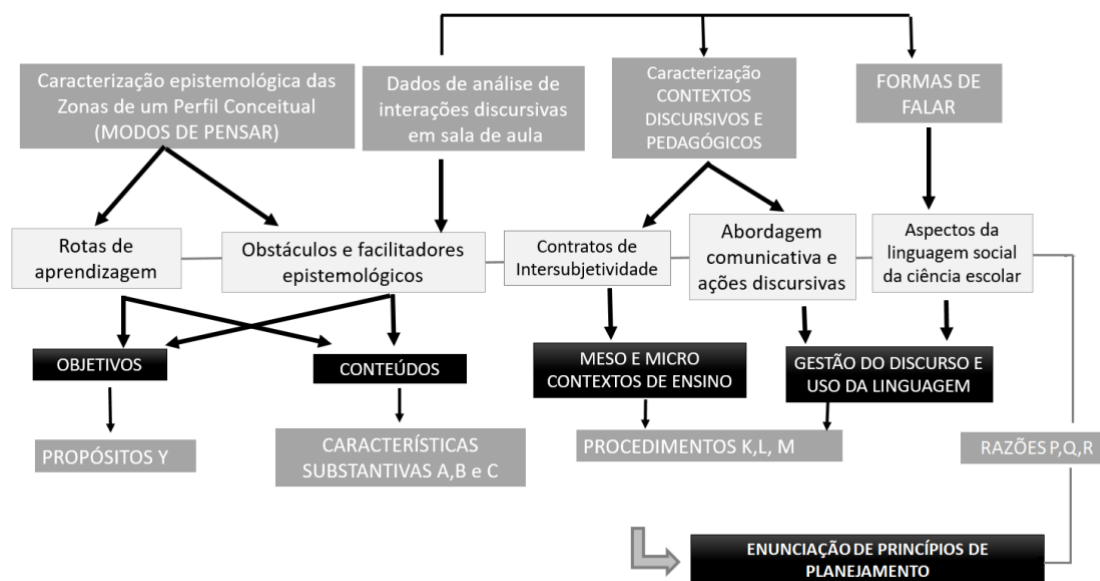 Caracterização epistemológica das
Zonas de um Perfil Conceitual
(MODOS DE PENSAR)
Dados de análise de
interações discursivas
em sala de aula
Caracterização
CONTEXTOS
DISCURSIVOS E
PEDAGÓGICOS
FORMAS DE
FALAR
Rotas de
aprendizagem
Obstáculos e facilitadores
epistemológicos
Contratos de
Intersubjetividade
Abordagem
comunicativa e
ações discursivas
Aspectos da
linguagem social
da ciência escolar
OBJETIVOS
CONTEÚDOS
MESO E MICRO
CONTEXTOS DE ENSINO
GESTÃO DO DISCURSO E
USO DA LINGUAGEM
PROPÓSITOS Y
CARACTERÍSTICAS
SUBSTANTIVAS A,B e C
PROCEDIMENTOS K,L, M
RAZÕES P,Q,R
ENUNCIAÇÃO DE PRINCÍPIOS DE
PLANEJAMENTO